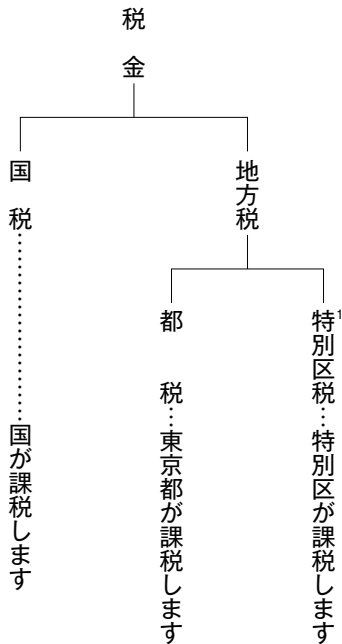 税金
地方税
特別区税…特別区が課税します
1
都税…東京都が課税します
国税…………………国が課税します